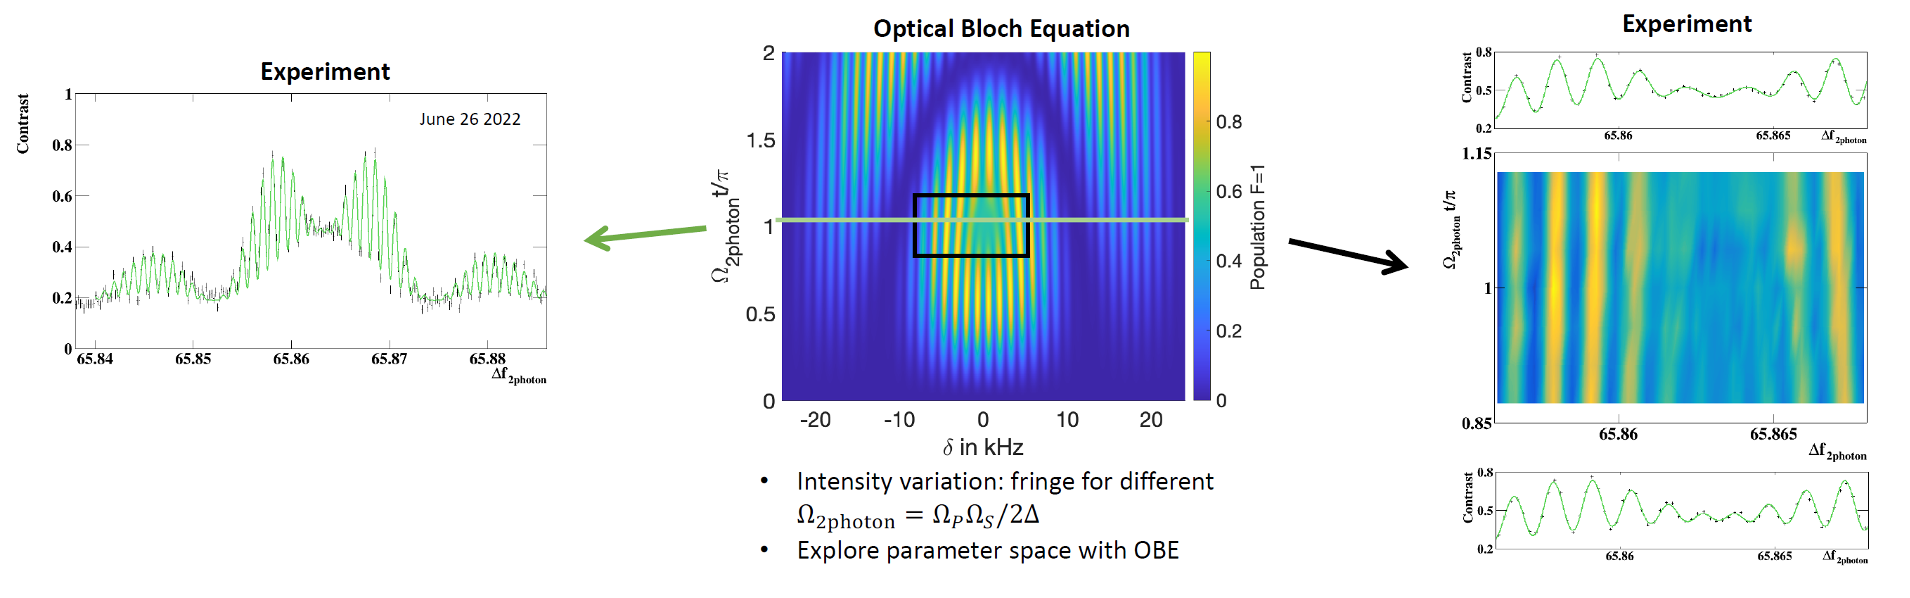 Experiment
Contrast
June 26 2022
1
0.8
0.6
0.4
0.2
0
65.84 65.85 65.86 65.87 65.88
Δf2photon
Optical Bloch Equation
Ω2photon t/π
2
1.5
1
0.5
0
-20 -10 0 10 20
δ in kHz
0.8
0.6
0.4
0.2
0
Population F=1
• Intensity variation: fringe for different
Ω2photon = ΩPΩS/2Δ
• Explore parameter space with OBE
Experiment
Contrast
0.8
0.5
0.2
65.86 65.865 Δf2photon
1.15
Ω2photon t/π
1
0.85
65.86 65.865
Δf2photon
Contrast
0.8
0.5
0.2
65.86 65.865 Δf2photon